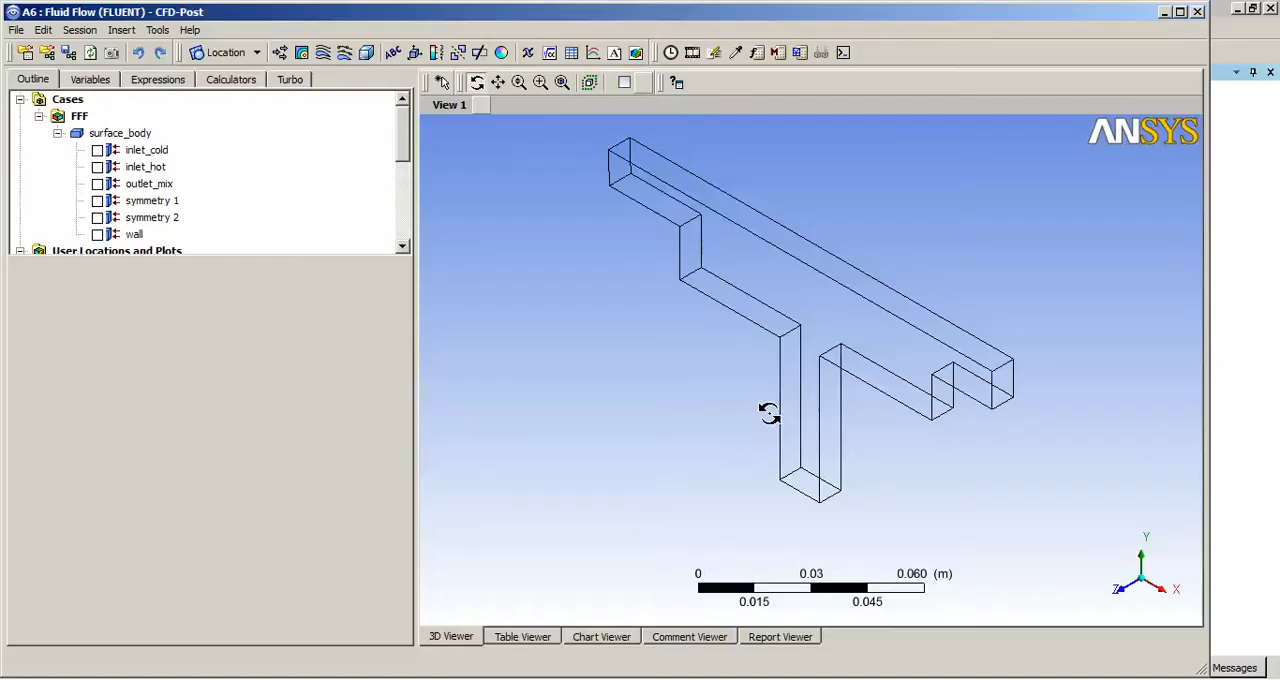 A6 : Fluid Flow (FLUENT) - CFD-Post
File Edit Session Insert Tools Help
Location
Outline Variables Expressions Calculators Turbo
Cases
FFF
surface_body
inlet_cold
inlet_hot
outlet_mix
symmetry 1
symmetry 2
wall
User Locations and Plots
View 1
ANSYS
Y
Z X
0 0.03 0.060 (m)
0.015 0.045
3D Viewer Table Viewer Chart Viewer Comment Viewer Report Viewer
Messages